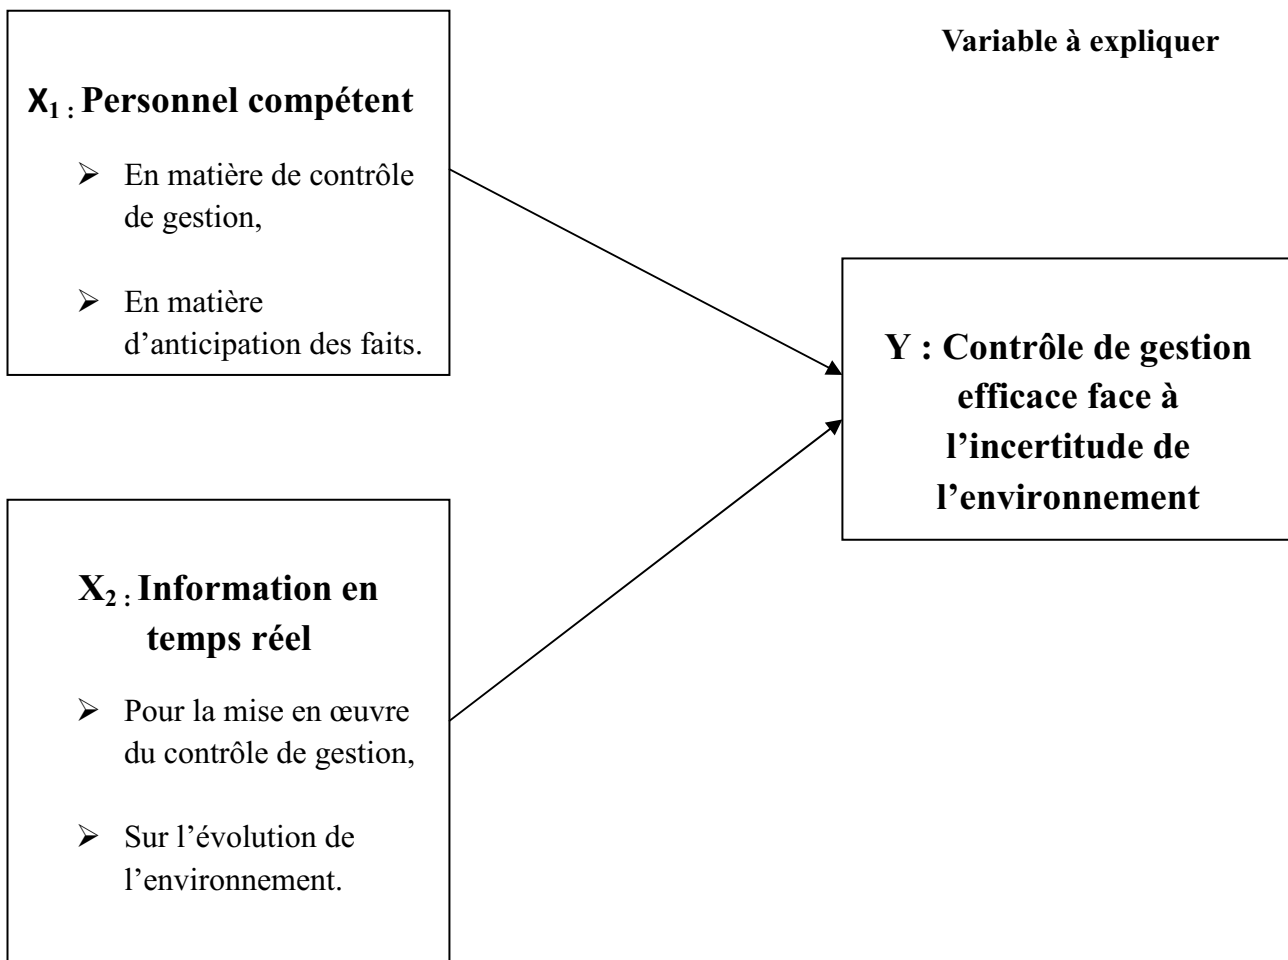 Variable à expliquer
X1 : Personnel compétent
➢ En matière de contrôle
de gestion,
➢ En matière
d’anticipation des faits.
Y : Contrôle de gestion
efficace face à
l’incertitude de
l’environnement
X2 : Information en
temps réel
➢ Pour la mise en œuvre
du contrôle de gestion,
➢ Sur l’évolution de
l’environnement.